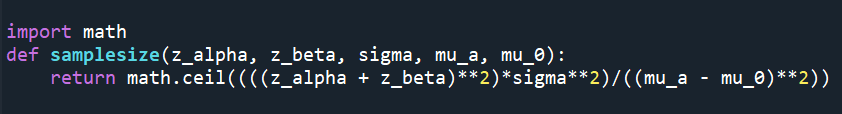 import math
def samplesize(z_alpha, z_beta, sigma, mu_a, mu_0):
    return math.ceil((((z_alpha + z_beta)**2)*sigma**2)/((mu_a - mu_0)**2))